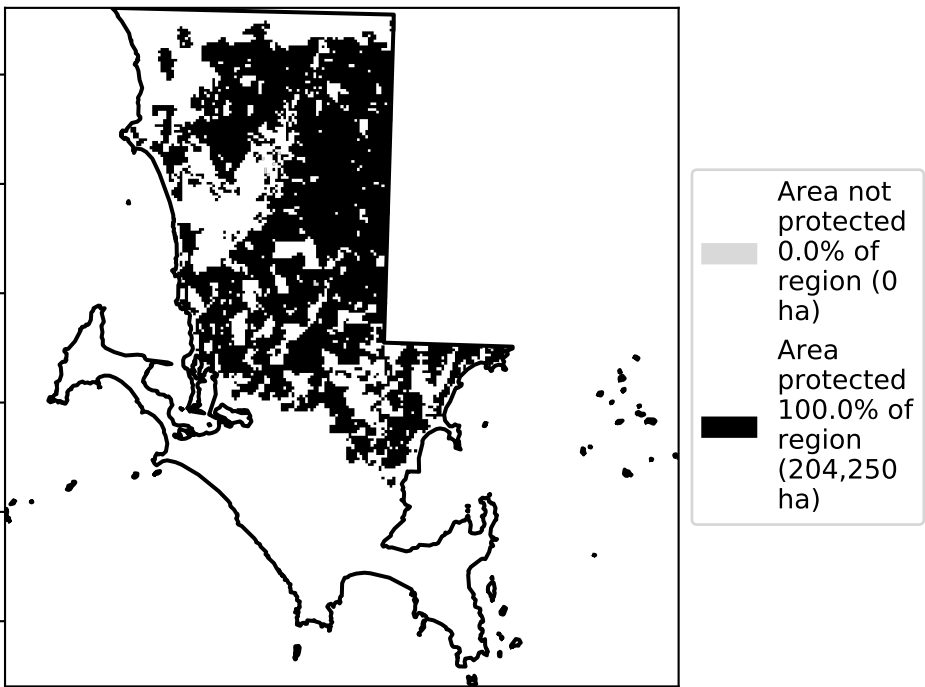 Area not
protected
0.0% of
region (0
ha)
Area
protected
100.0% of
region
(204,250
ha)